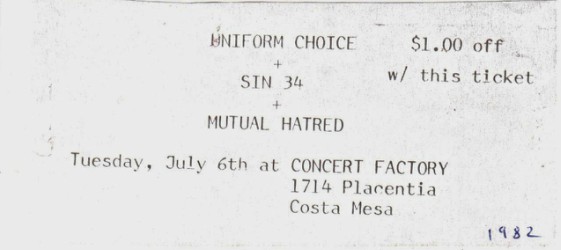 UNIFORM CHOICE $1.00 off
+
SIN 34 w/ this ticket
+
MUTUAL HATRED
Tuesday, July 6th at CONCERT FACTORY
1714 Placentia
Costa Mesa
1982